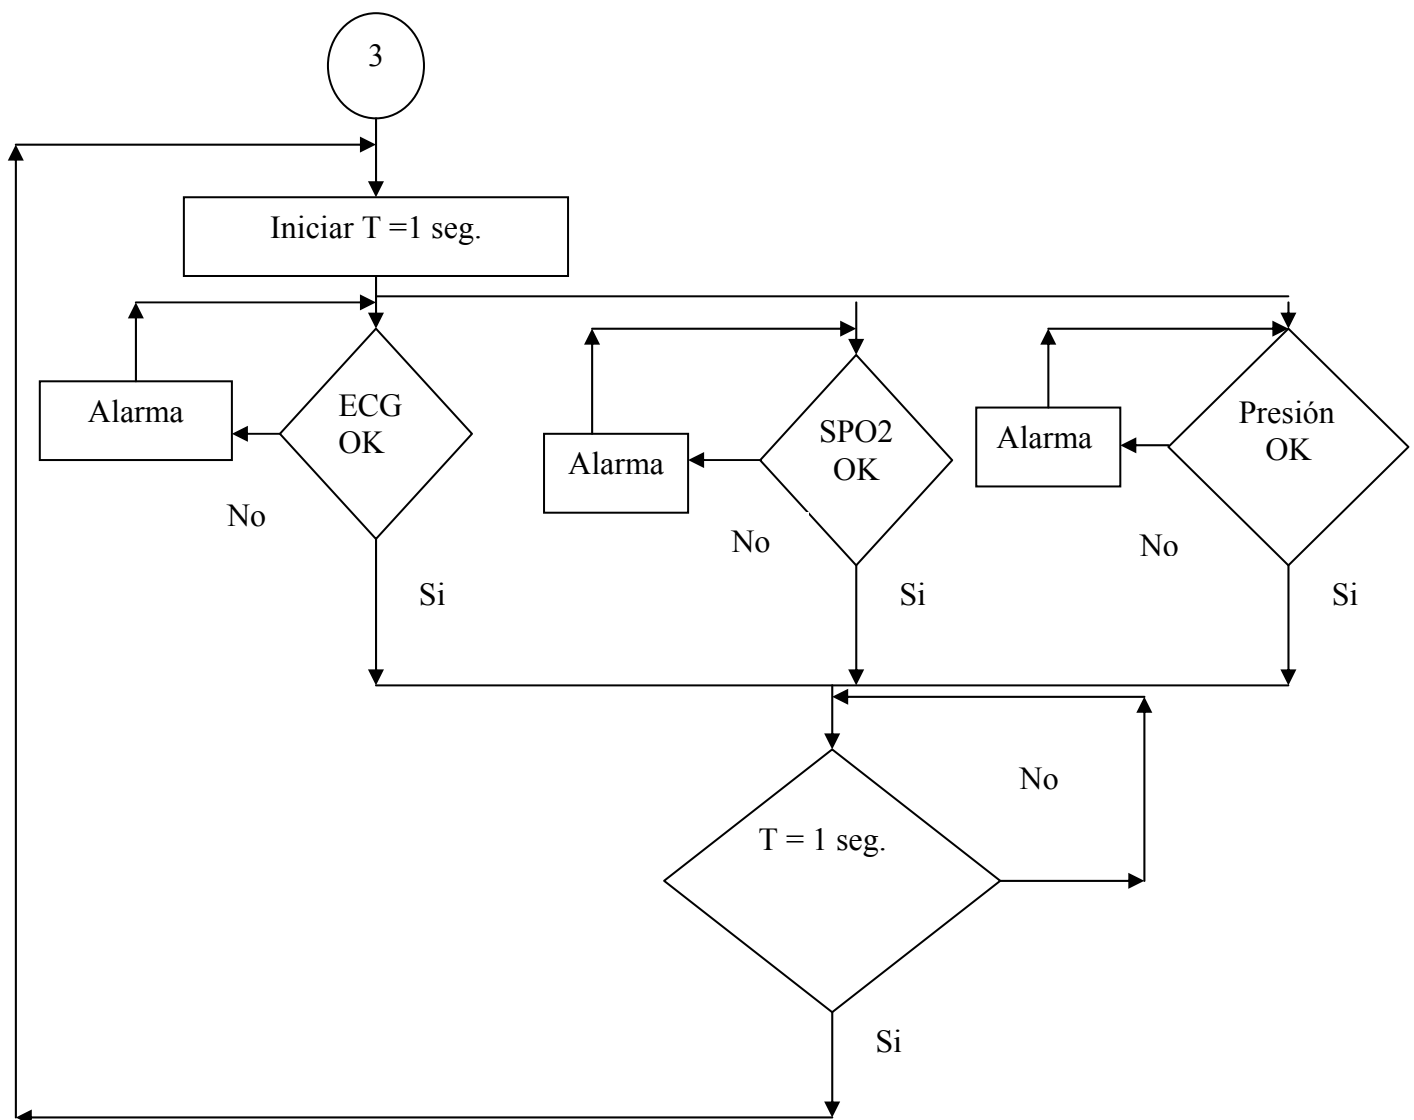 3
Iniciar T =1 seg.
Alarma
ECG
OK
No
Si
Alarma
SPO2
OK
No
Si
Alarma
Presión
OK
No
Si
T = 1 seg.
No
Si